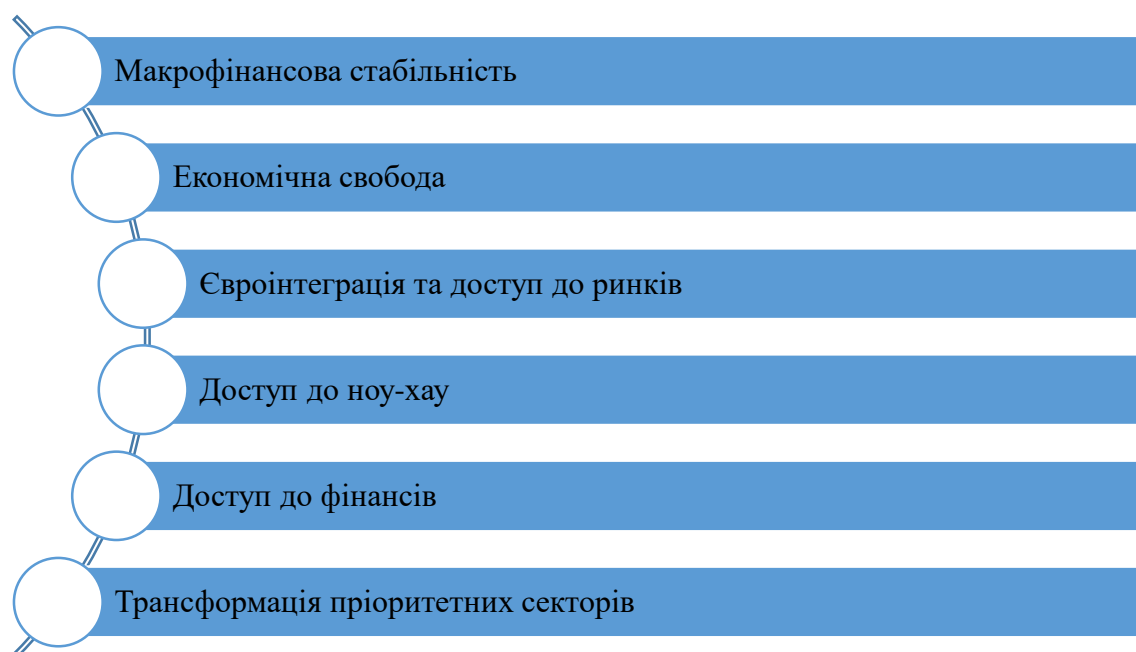 Макрофінансова стабільність
Економічна свобода
Євроінтеграція та доступ до ринків
Доступ до ноу-хау
Доступ до фінансів
Трансформація пріоритетних секторів